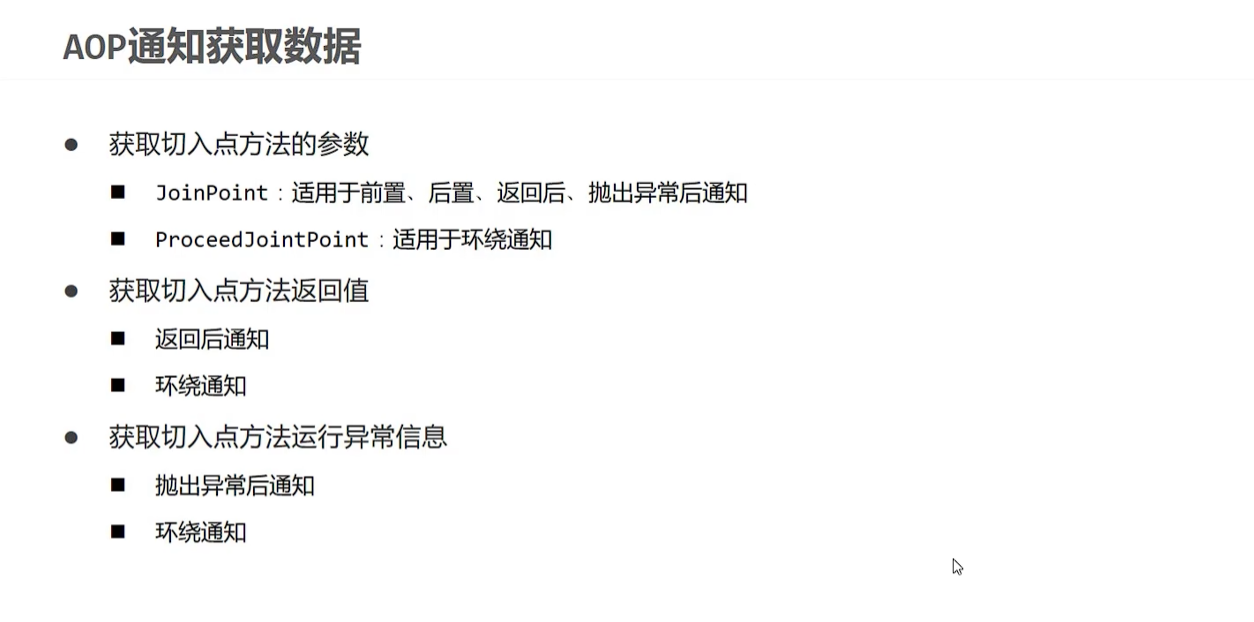 AOP通知获取数据
● 获取切入点方法的参数
■ JoinPoint：适用于前置、后置、返回后、抛出异常后通知
■ ProceedJointPoint：适用于环绕通知
● 获取切入点方法返回值
■ 返回后通知
■ 环绕通知
● 获取切入点方法运行异常信息
■ 抛出异常后通知
■ 环绕通知